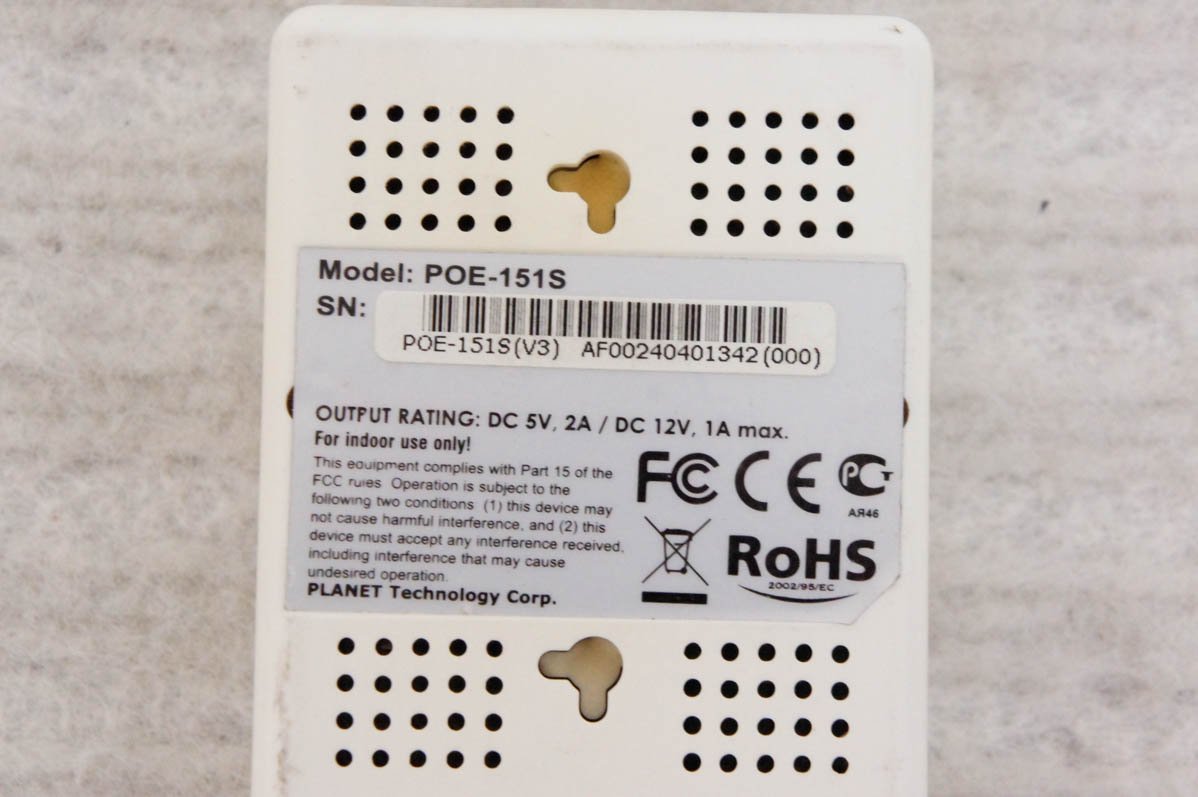 Model: POE-151S
SN:
POE-151S(V3) AF00240401342(000)
OUTPUT RATING: DC 5V, 2A / DC 12V, 1A max.
For indoor use only!
This equipment complies with Part 15 of the
FCC rules Operation is subject to the
following two conditions (1) this device may
not cause harmful interference, and (2) this
device must accept any interference received,
including interference that may cause
undesired operation.
PLANET Technology Corp.
FCC CE РСТ
АЯ46
RoHS
2002/95/EC